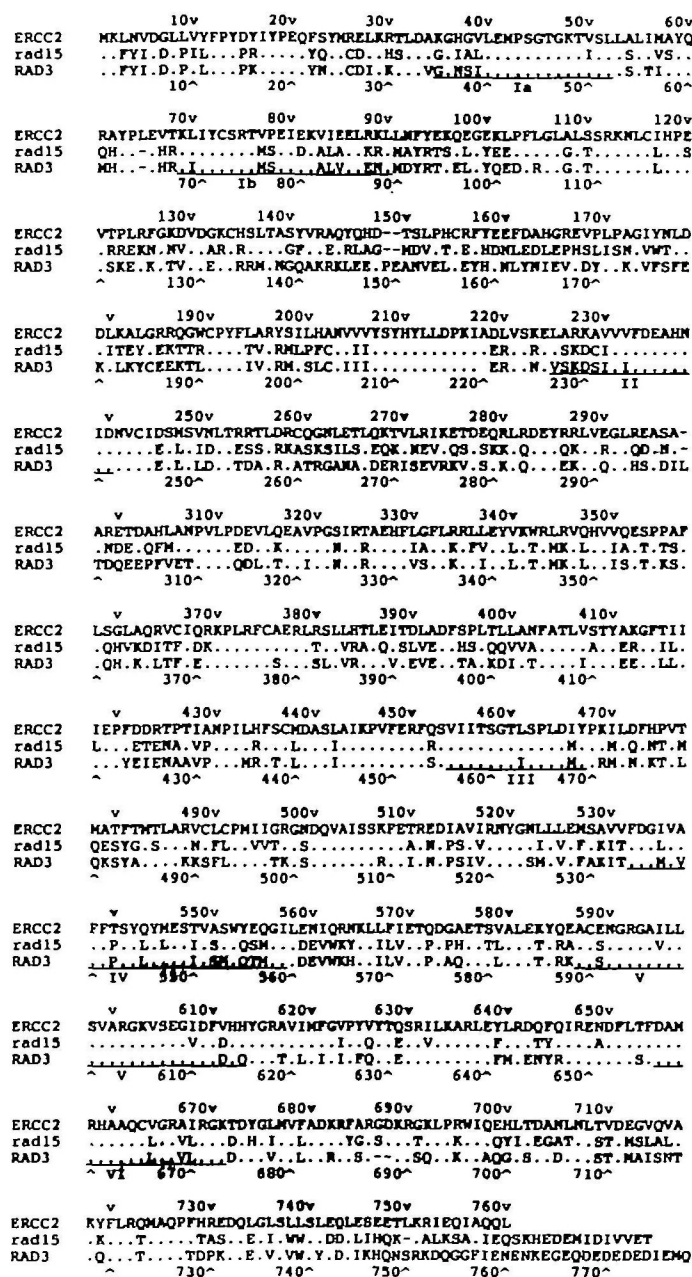 10v 20v 30v 40v 50v 60v
ERCC2 MKLNVDGLLVYFPYDYIYPEQFSYMRELKRTLDAKGHGVLEMPSGTGKTVSLLALIMAYQ
rad15 ..FYI.D.PIL...PR....YQ..CD..HS...G.IAL........I...S...VS..
RAD3 ..FYI.D.P.L...PK....YN..CDI.K...VG.NSI............S.TI....
10^ 20^ 30^ 40^ Ia 50^ 60^
70v 80v 90v 100v 110v 120v
ERCC2 RAYPLEVTKLIYCSRTVPEIEKVIEELRKLLNFYEKQEGEKLPFLGLALSSRKNLCIHPE
rad15 QH..-.HR........MS...D.ALA..KR.MAYRTS.L.YEE....G.T.......L..S
RAD3 MH..-.HR.I......MS.....ALV..EM.MDYRT.EL.YQED.R..G.T.........
70^ Ib 80^ 90^ 100^ 110^
130v 140v 150v 160v 170v
ERCC2 VTPLRFGKDVDGKCHSLTASYVRAQYQHD--TSLPHCRFYEEFDAHGREVPLPAGIYNLD
rad15 .RREKN.NV..AR.R.....GF..E.RLAG--MDV.T.E.HDNLEDLEPHSLISN.VWT.
RAD3 .SKE.K.TV..E..RRM.NGQAKRKLEE.PEANVEL.EYH.NLYNIEV.DY..K.VFSFE
^ 130^ 140^ 150^ 160^ 170^
v 190v 200v 210v 220v 230v
ERCC2 DLKALGRRQGWCPYFLARYSILHANVVVYSYHYLLDPKIADLVSKELARKAVVVFDEAHN
rad15 .ITEY.EKTTR....TV.RMLPFC..II...........ER..R..SKDCI.........
RAD3 K.LKYCEEKTL....IV.RM.SLC.III...........ER..N.VSKDSI.I.......
^ 190^ 200^ 210^ 220^ 230^ II
v 250v 260v 270v 280v 290v
ERCC2 IDNVCIDSMSVNLTRRTLDRCQGNLETLQKTVLRIKETDEQRLRDEYRRLVEGLREASA-
rad15 ......E.L.ID..ESS.RKASKSILS.EQK.NEV.QS.SKK.Q...QK..R..QD.N.-
RAD3 ......E.L.LD..TDA.R.ATRGANA.DERISEVRKV.S.K.Q...EK..Q..HS.DIL
250^ 260^ 270^ 280^ 290^
v 310v 320v 330v 340v 350v
ERCC2 ARETDAHLANPVLPDEVLQEAVPGSIRTAEHFLGFLRRLLEYVKWRLRVQHVVQESPPAF
rad15 .NDE.QFM......ED..K.....N..R.....IA..K.FV..L.T.MK.L..IA.T.TS.
RAD3 TDQEEPFVET....QDL.T..I..N..R.....VS..K.I...L.T.MK.L..IS.T.KS.
^ 310^ 320^ 330^ 340^ 350^
v 370v 380v 390v 400v 410v
ERCC2 LSGLAQRVCIQRKPLRFCAERLRSLLHTLEITDLADFSPLTLLANFATLVSTYAKGFTII
rad15 .QHVKDITF.DK.........T..VRA.Q.SLVE..HS.QQVVA.....A...ER..IL.
RAD3 .QH.K.LTF.E.......S...SL.VR...V.EVE..TA.KDI.T....I...EE..LL.
^ 370^ 380^ 390^ 400^ 410^
v 430v 440v 450v 460v 470v
ERCC2 IEPFDDRTPTIANPILHFSCMDASLAIKPVFERFQSVIITSGTLSPLDIYPKILDFHPVT
rad15 L...ETENA.VP....R...L...I........R............M..M.Q.NT.M
RAD3 ...YEIENAAVP...MR.T.L...I..............I...M..RM.N.KT.L
^ 430^ 440^ 450^ 460^ III 470^
v 490v 500v 510v 520v 530v
ERCC2 MATFTMTLARVCLCPMIIGRGNDQVAISSKFETREDIAVIRNYGNLLLEMSAVVFDGIVA
rad15 QESYG.S...N.FL..VVT..S.........A.N.PS.V.....I.V.F.KIT...L..
RAD3 QKSYA.....KKSFL....TK.S........R..I.N.PSIV.....SM.V.FAKIT...M.V
^ 490^ 500^ 510^ 520^ 530^
v 550v 560v 570v 580v 590v
ERCC2 FFTSYQYMESTVASWYEQGILENIQRNKLLFIETQDGAETSVALEKYQEACENGRGAILL
rad15 ..P..L.L..I.S..QSM...DEVWKY..ILV..P.PH..TL...T.RA..S.....V..
RAD3 ..P..L.....I.SM.QTM...DEVWKH..ILV..P.AQ...L...T.RK..S.......
^ IV 550^ 560^ 570^ 580^ 590^ V
v 610v 620v 630v 640v 650v
ERCC2 SVARGKVSEGIDFVHHYGRAVIMFGVPYVYTQSRILKARLEYLRDQFQIRENDFLTFDAM
rad15 ...........V..D...........I..Q...E..V......F...TY....A......
RAD3 .............D.Q...T.L.I.I.FQ..E.........FM.ENYR.....S......
^ V 610^ 620^ 630^ 640^ 650^
v 670v 680v 690v 700v 710v
ERCC2 RHAAQCVGRAIRGKTDYGLMVFADKRFARGDKRGKLPRWIQEHLTDANLNLTVDEGVQVA
rad15 ......L..VL...D.H.I..L....YG.S...T...K...QYI.EGAT..ST.MSLAL.
RAD3 ......L..VL...D...V..L..R..S.--..SQ..K..AQG.S..D...ST.MAISNT
^ VI 670^ 680^ 690^ 700^ 710^
v 730v 740v 750v 760v
ERCC2 KYFLRQMAQPFHREDQLGLSLLSLEQLESEETLKRIEQIAQQL
rad15 .K...T.....TAS..E.I.WW..DD.LIHQK-.ALKSA.IEQSKHEDEMDIDVVET
RAD3 .Q...T.....TDPK..E.V.VW.Y.D.IKHQNSRKDQGGFIENENKEGEQDEDEDEDIEMQ
^ 730^ 740^ 750^ 760^ 770^